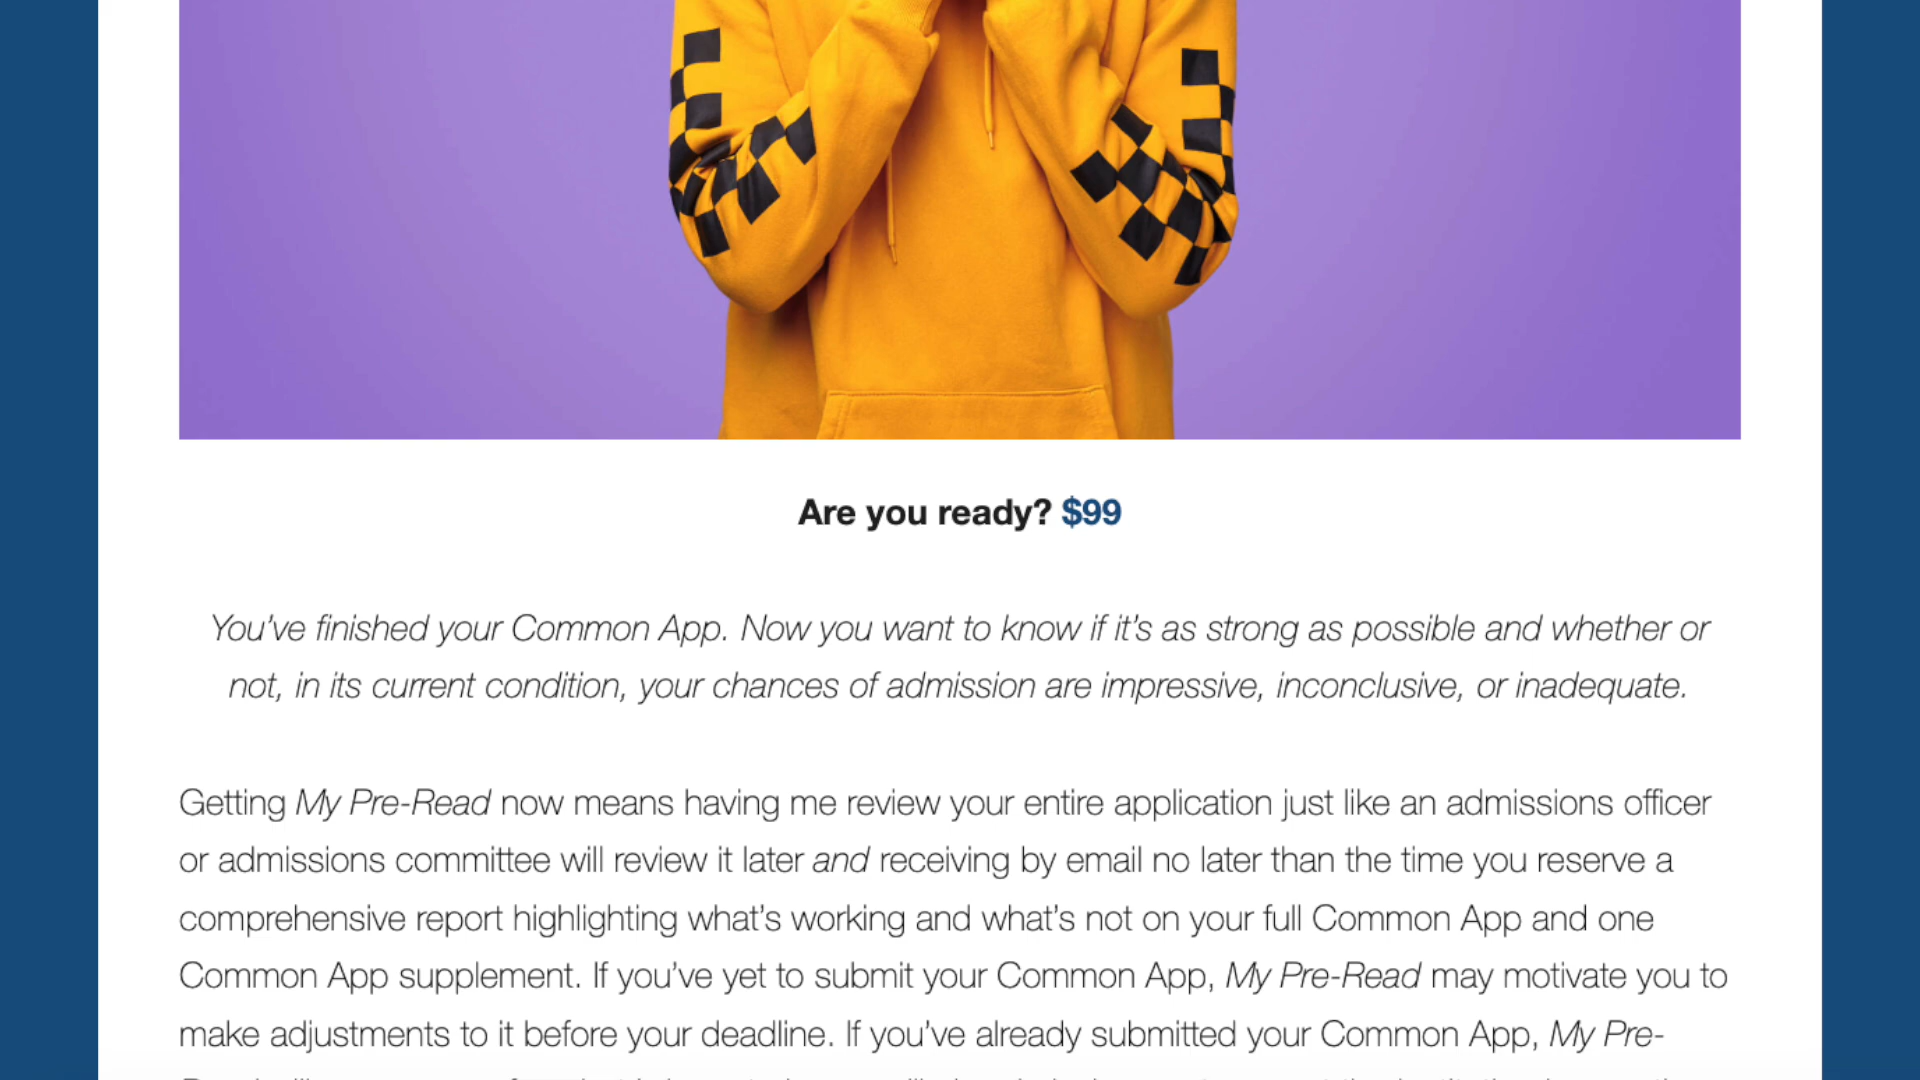 Are you ready? $99
You’ve finished your Common App. Now you want to know if it’s as strong as possible and whether or
not, in its current condition, your chances of admission are impressive, inconclusive, or inadequate.
Getting My Pre-Read now means having me review your entire application just like an admissions officer
or admissions committee will review it later and receiving by email no later than the time you reserve a
comprehensive report highlighting what’s working and what’s not on your full Common App and one
Common App supplement. If you’ve yet to submit your Common App, My Pre-Read may motivate you to
make adjustments to it before your deadline. If you’ve already submitted your Common App, My Pre-